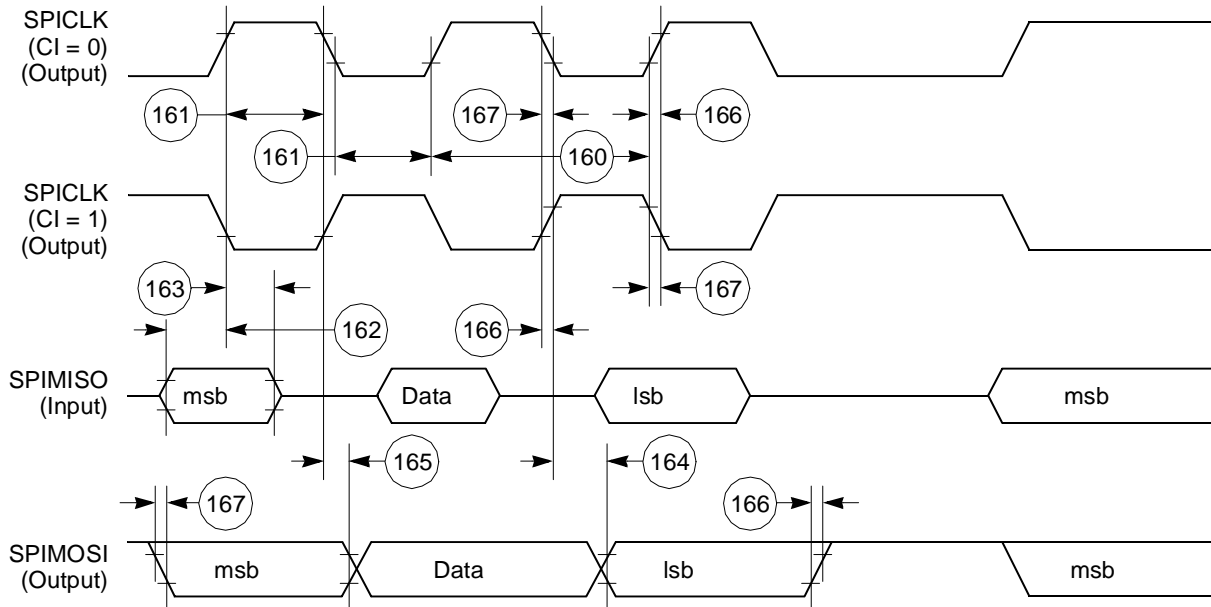 SPICLK
(CI = 0)
(Output)
161
167
166
161
160
SPICLK
(CI = 1)
(Output)
163
167
162
166
SPIMISO
(Input)
msb
Data
lsb
msb
165
164
167
166
SPIMOSI
(Output)
msb
Data
lsb
msb